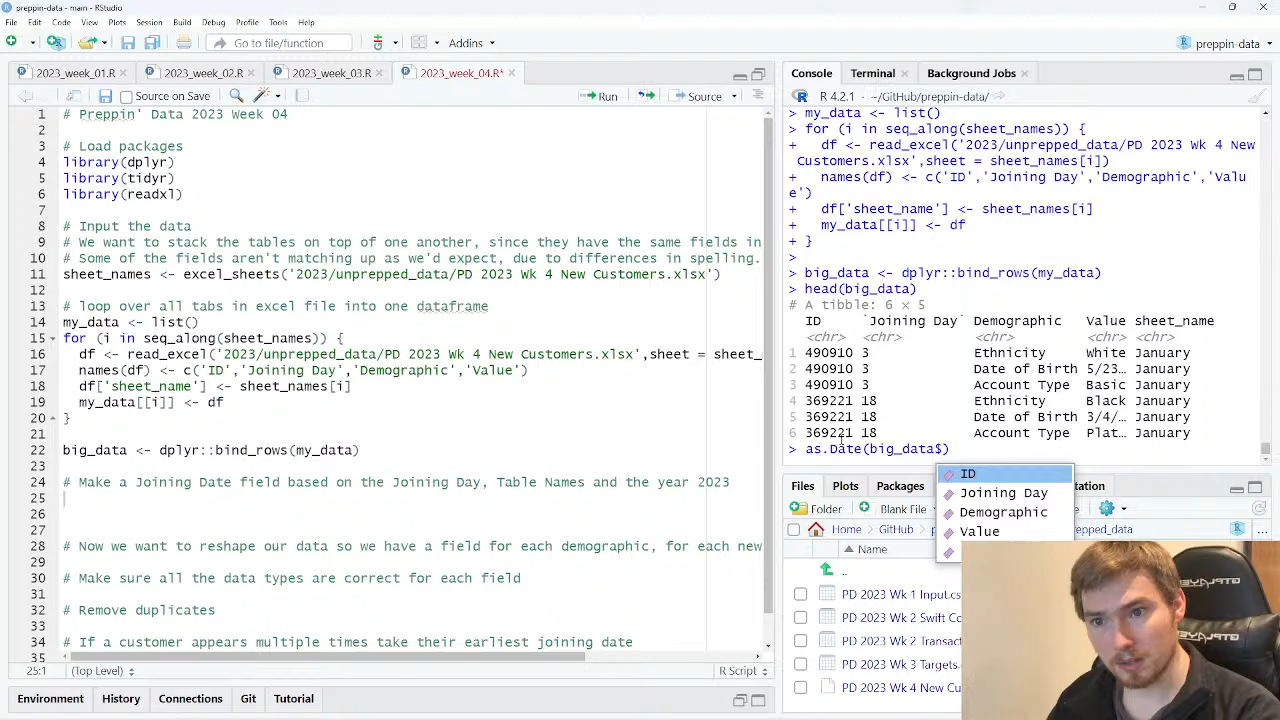 preppin-data - main - RStudio
File Edit Code View Plots Session Build Debug Profile Tools Help
Go to file/function
Addins
preppin-data
2023_week_01.R
2023_week_02.R
2023_week_03.R
2023_week_04.R*
Source on Save
Run
Source
1 # Preppin' Data 2023 Week 04
2
3 # Load packages
4 library(dplyr)
5 library(tidyr)
6 library(readxl)
7
8 # Input the data
9 # We want to stack the tables on top of one another, since they have the same fields in
10 # Some of the fields aren't matching up as we'd expect, due to differences in spelling.
11 sheet_names <- excel_sheets('2023/unprepped_data/PD 2023 Wk 4 New Customers.xlsx')
12
13 # loop over all tabs in excel file into one dataframe
14 my_data <- list()
15 for (i in seq_along(sheet_names)) {
16 df <- read_excel('2023/unprepped_data/PD 2023 Wk 4 New Customers.xlsx',sheet = sheet_
17 names(df) <- c('ID','Joining Day','Demographic','Value')
18 df['sheet_name'] <- sheet_names[i]
19 my_data[[i]] <- df
20 }
21
22 big_data <- dplyr::bind_rows(my_data)
23
24 # Make a Joining Date field based on the Joining Day, Table Names and the year 2023
25
26
27
28 # Now we want to reshape our data so we have a field for each demographic, for each new
29
30 # Make sure all the data types are correct for each field
31
32 # Remove duplicates
33
34 # If a customer appears multiple times take their earliest joining date
35
25:1 (Top Level) R Script
Environment History Connections Git Tutorial
Console Terminal Background Jobs
R 4.2.1 · ~/GitHub/preppin-data/
> my_data <- list()
> for (i in seq_along(sheet_names)) {
+ df <- read_excel('2023/unprepped_data/PD 2023 Wk 4 New
Customers.xlsx',sheet = sheet_names[i])
+ names(df) <- c('ID','Joining Day','Demographic','Valu
e')
+ df['sheet_name'] <- sheet_names[i]
+ my_data[[i]] <- df
+ }
>
> big_data <- dplyr::bind_rows(my_data)
> head(big_data)
# A tibble: 6 × 5
ID `Joining Day` Demographic Value sheet_name
<chr> <chr> <chr> <chr> <chr>
1 490910 3 Ethnicity White January
2 490910 3 Date of Birth 5/23… January
3 490910 3 Account Type Basic January
4 369221 18 Ethnicity Black January
5 369221 18 Date of Birth 3/4/… January
6 369221 18 Account Type Plat… January
> as.Date(big_data$)
ID
Joining Day
Demographic
Value
Files Plots Packages
Folder Blank File
Home GitHub
Name
..
PD 2023 Wk 1 Input.cs
PD 2023 Wk 2 Swift Co
PD 2023 Wk 2 Transact
PD 2023 Wk 3 Targets.
PD 2023 Wk 4 New Cu
GTPLAYER